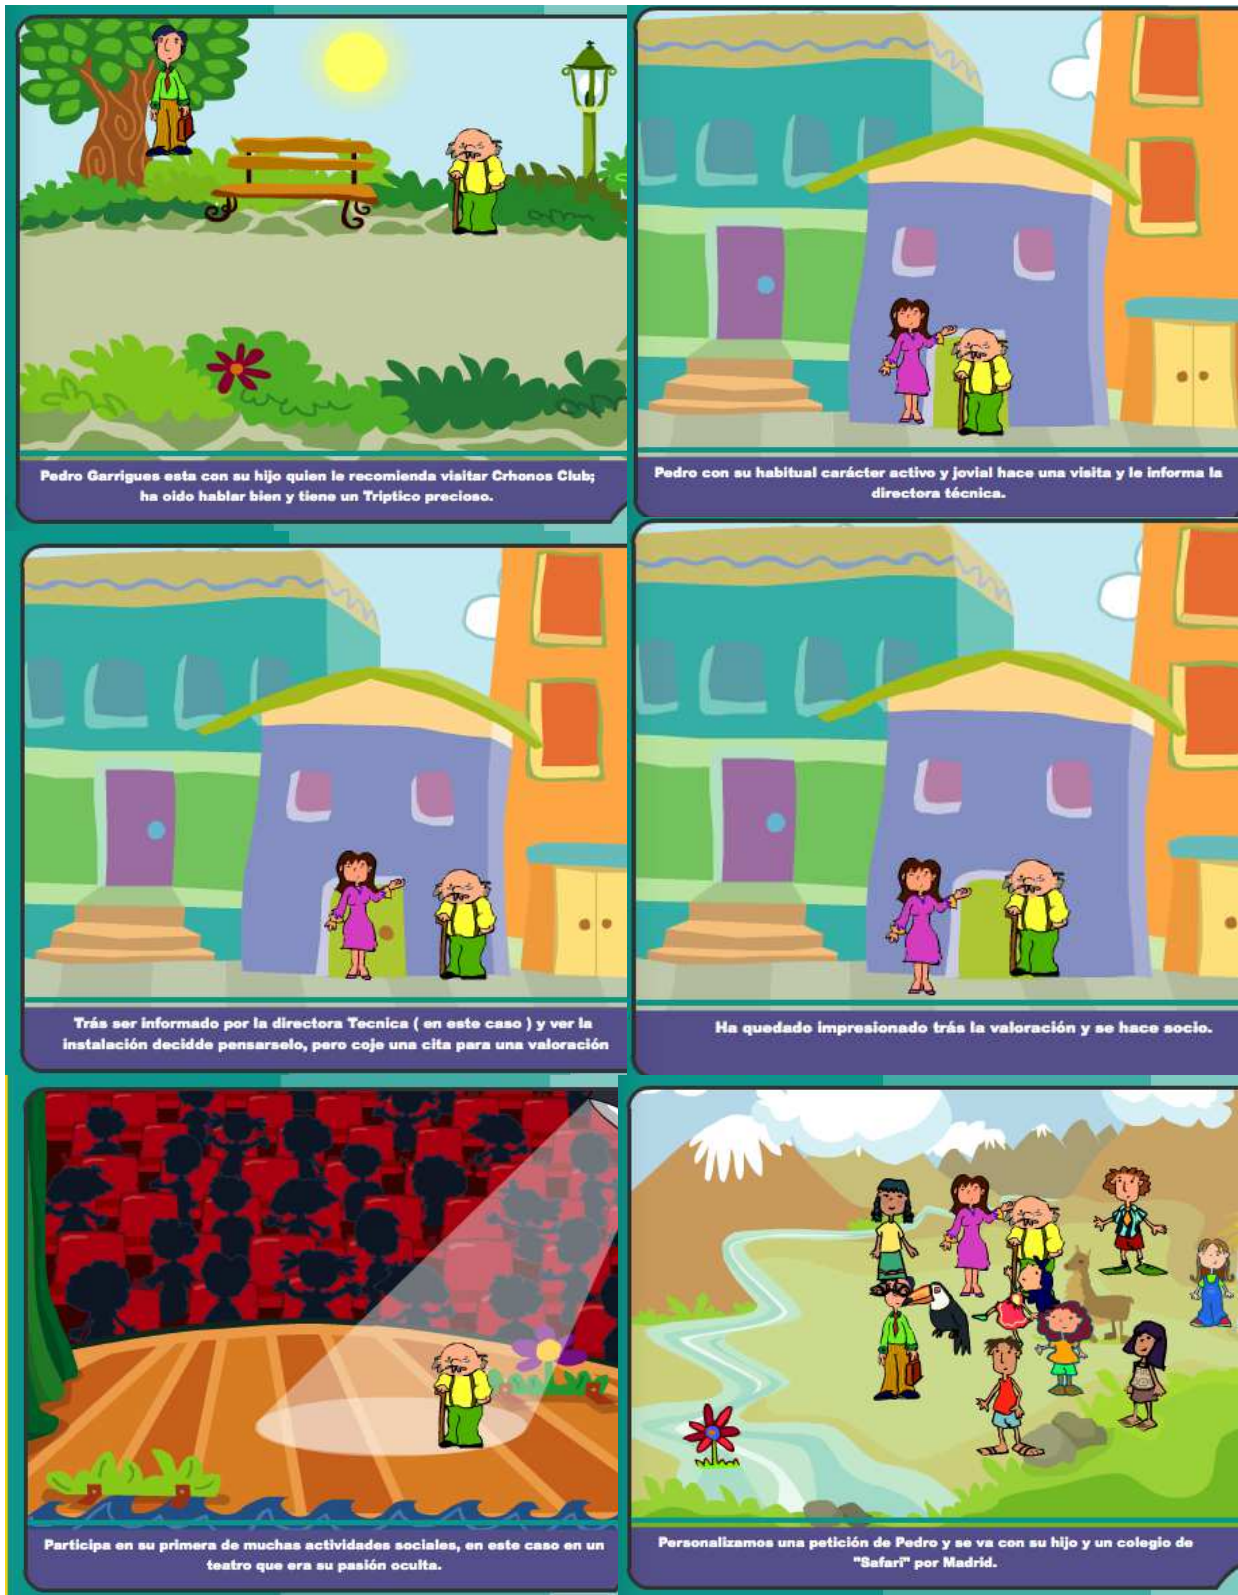 Pedro Garrigues esta con su hijo quien le recomienda visitar Crhonos Club;
ha oido hablar bien y tiene un Triptico precioso.
Pedro con su habitual carácter activo y jovial hace una visita y le informa la
directora técnica.
Trás ser informado por la directora Tecnica ( en este caso ) y ver la
instalación decidde pensarselo, pero coje una cita para una valoración
Ha quedado impresionado trás la valoración y se hace socio.
Participa en su primera de muchas actividades sociales, en este caso en un
teatro que era su pasión oculta.
Personalizamos una petición de Pedro y se va con su hijo y un colegio de
"Safari" por Madrid.